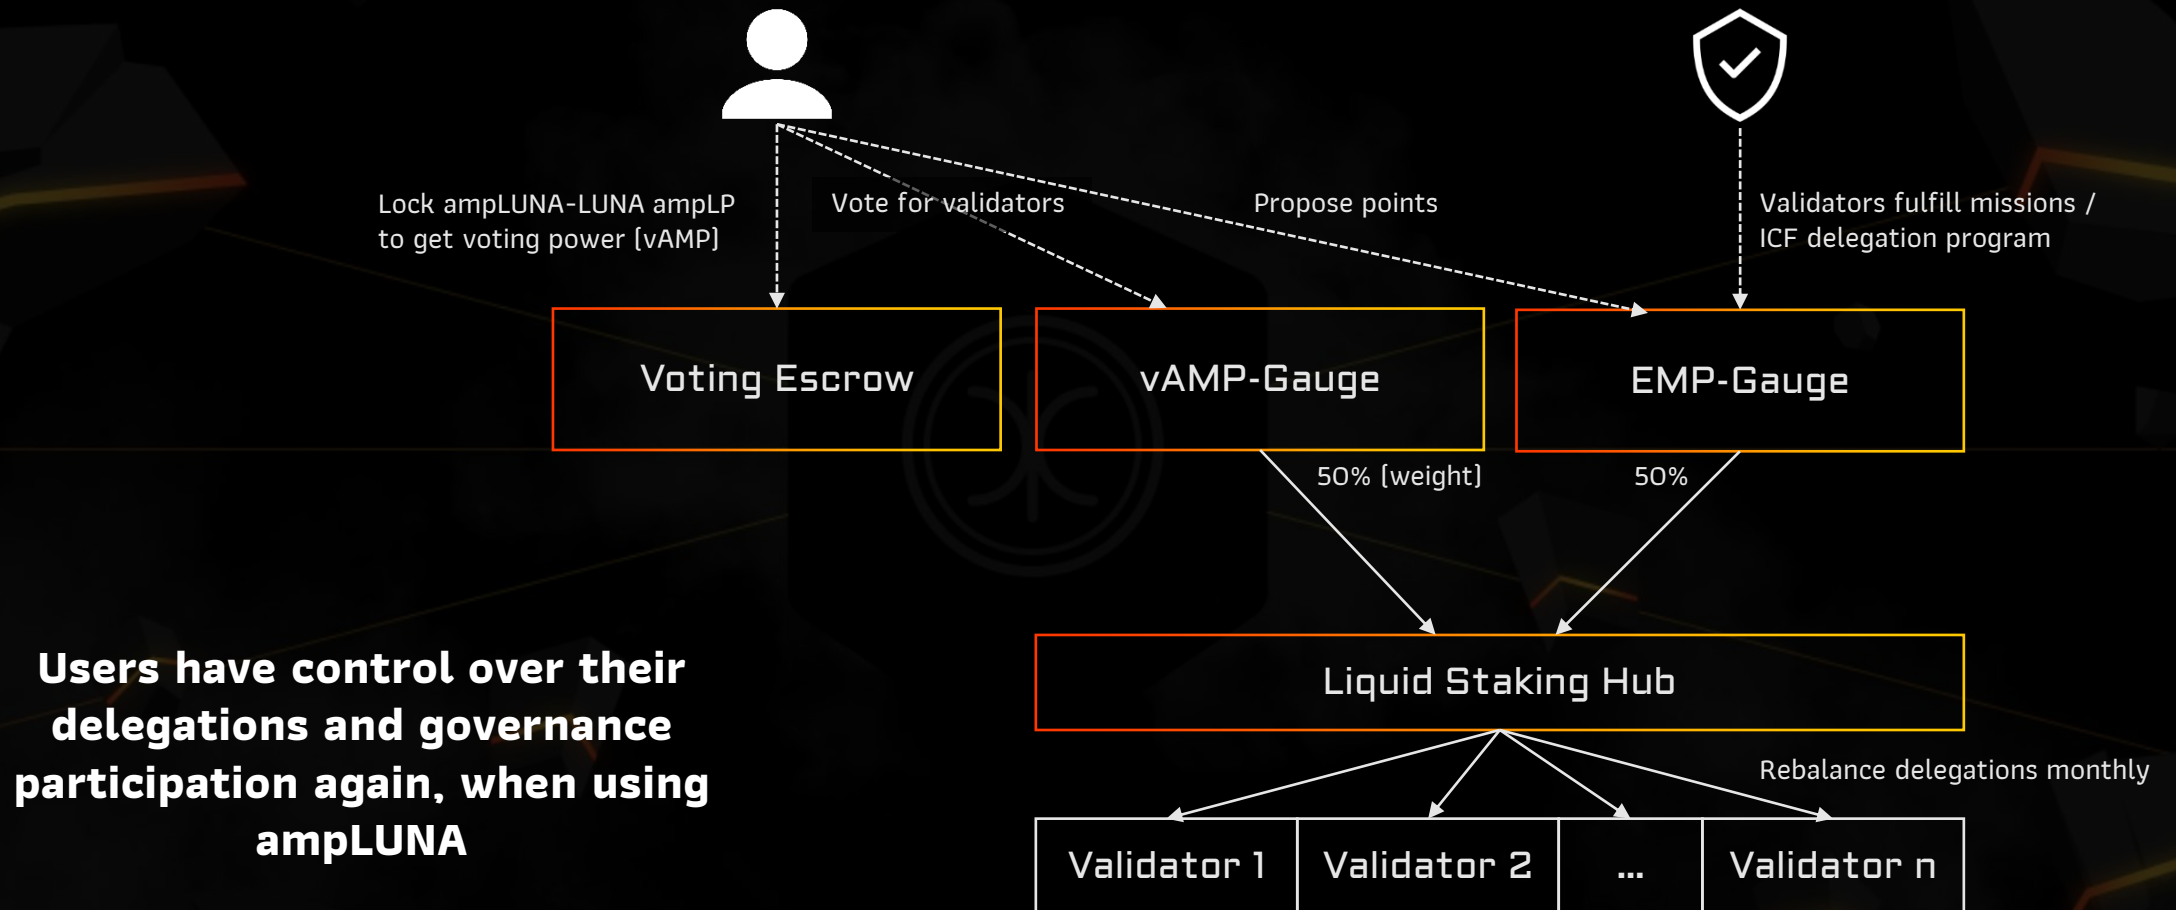 Lock ampLUNA-LUNA ampLP
to get voting power [vAMP]
Vote for validators
Propose points
Validators fulfill missions /
ICF delegation program
Voting Escrow
vAMP-Gauge
EMP-Gauge
50% [weight]
50%
Liquid Staking Hub
Rebalance delegations monthly
Validator 1
Validator 2
...
Validator n
Users have control over their
delegations and governance
participation again, when using
ampLUNA